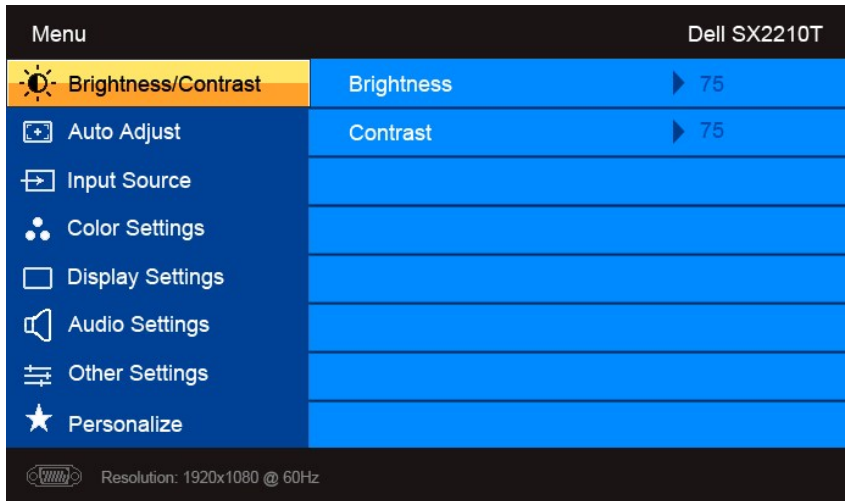 Menu Dell SX2210T
Brightness/Contrast Brightness 75
Auto Adjust Contrast 75
Input Source
Color Settings
Display Settings
Audio Settings
Other Settings
Personalize
Resolution: 1920x1080 @ 60Hz